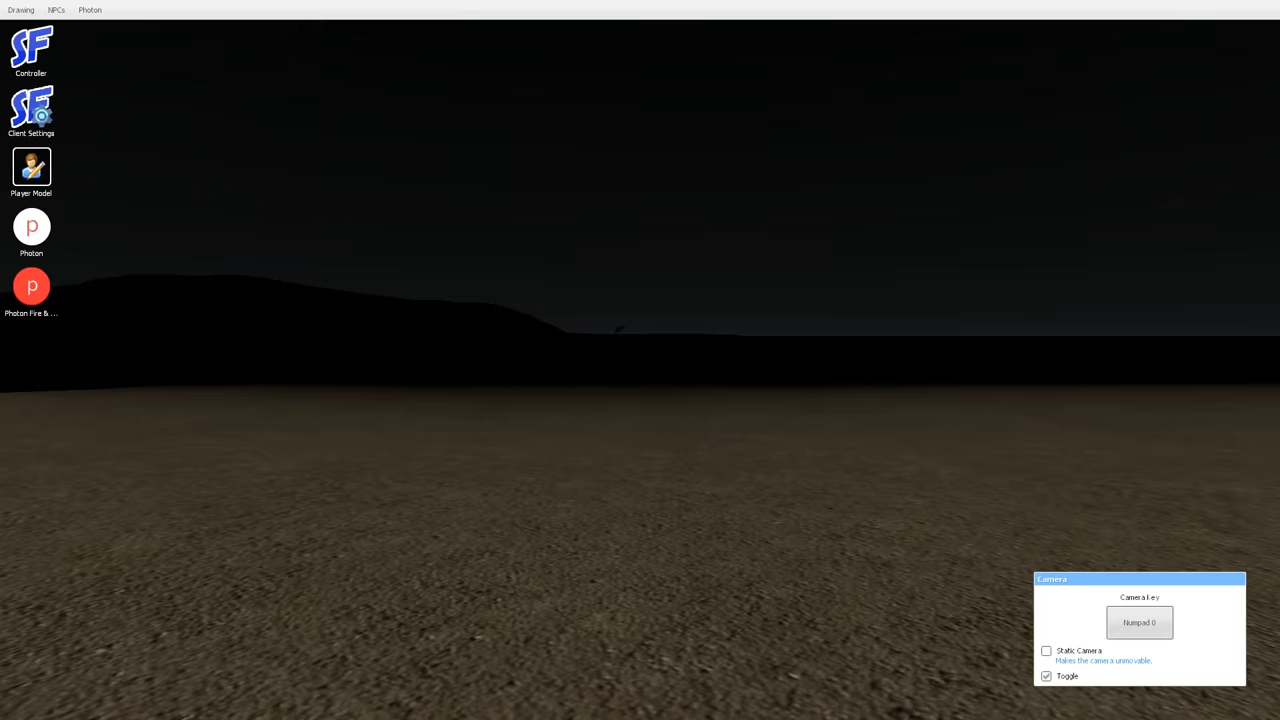 Drawing NPCs Photon
SF
Controller
SF
Client Settings
Player Model
p
Photon
p
Photon Fire & ...
Camera
Camera Key
Numpad 0
Static Camera
Makes the camera unmovable.
Toggle